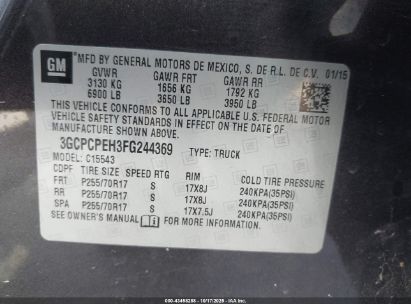 GM
MFD BY GENERAL MOTORS DE MEXICO, S. DE R.L. DE C.V. 01/15
GVWR GAWR FRT GAWR RR
3130 KG 1656 KG 1792 KG
6900 LB 3650 LB 3950 LB
THIS VEHICLE CONFORMS TO ALL APPLICABLE U.S. FEDERAL MOTOR
VEHICLE SAFETY STANDARDS IN EFFECT ON THE DATE OF
MANUFACTURE SHOWN ABOVE.
3GCPCPEH3FG244369 TYPE: TRUCK
MODEL: C15543
CDPF TIRE SIZE SPEED RTG RIM COLD TIRE PRESSURE
FRT P255/70R17 S 17X8J 240KPA(35PSI)
RR P255/70R17 S 17X8J 240KPA(35PSI)
SPA P255/70R17 S 17X7.5J 240KPA(35PSI)
SEE OWNER'S MANUAL FOR MORE INFORMATION.